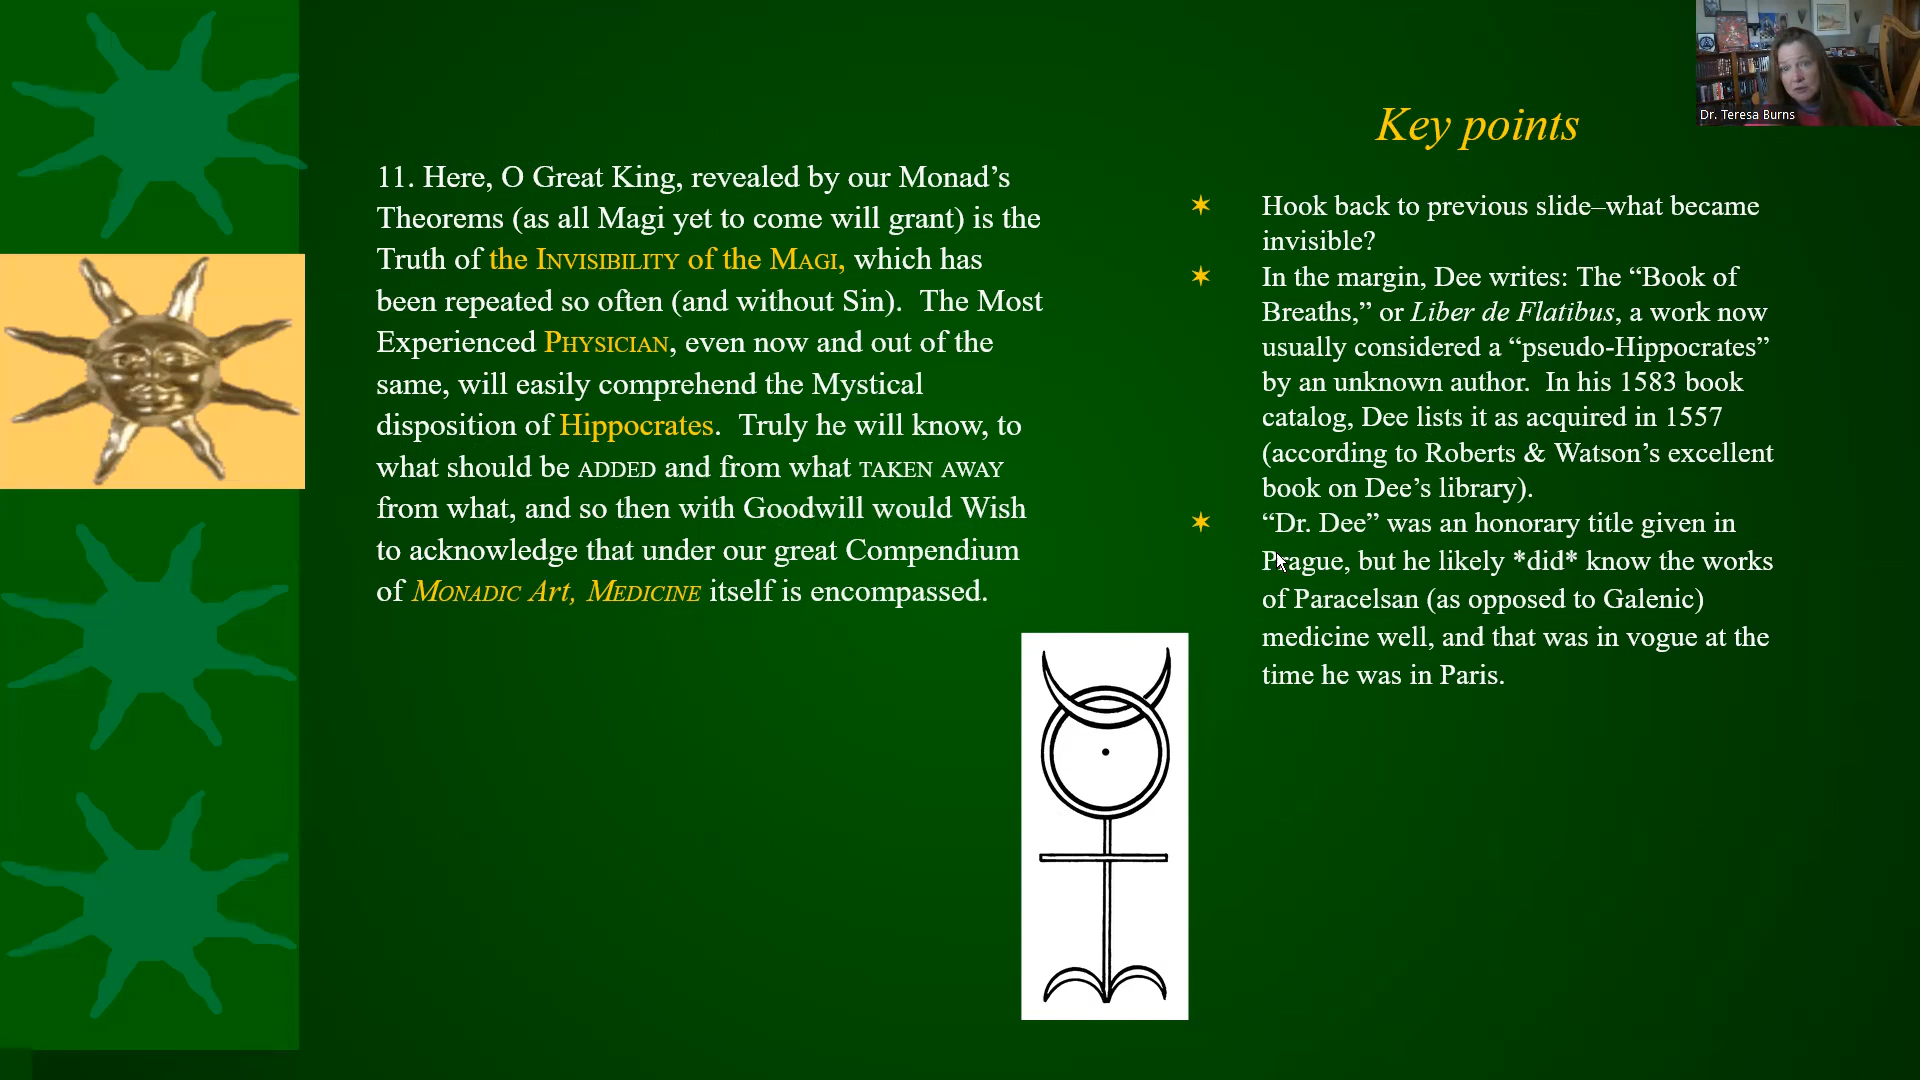 Dr. Teresa Burns
Key points
11. Here, O Great King, revealed by our Monad’s
Theorems (as all Magi yet to come will grant) is the
Truth of the INVISIBILITY of the MAGI, which has
been repeated so often (and without Sin).  The Most
Experienced PHYSICIAN, even now and out of the
same, will easily comprehend the Mystical
disposition of Hippocrates.  Truly he will know, to
what should be ADDED and from what TAKEN AWAY
from what, and so then with Goodwill would Wish
to acknowledge that under our great Compendium
of MONADIC Art, MEDICINE itself is encompassed.
Hook back to previous slide–what became
invisible?
In the margin, Dee writes: The “Book of
Breaths,” or Liber de Flatibus, a work now
usually considered a “pseudo-Hippocrates”
by an unknown author.  In his 1583 book
catalog, Dee lists it as acquired in 1557
(according to Roberts & Watson’s excellent
book on Dee’s library).
“Dr. Dee” was an honorary title given in
Prague, but he likely *did* know the works
of Paracelsan (as opposed to Galenic)
medicine well, and that was in vogue at the
time he was in Paris.